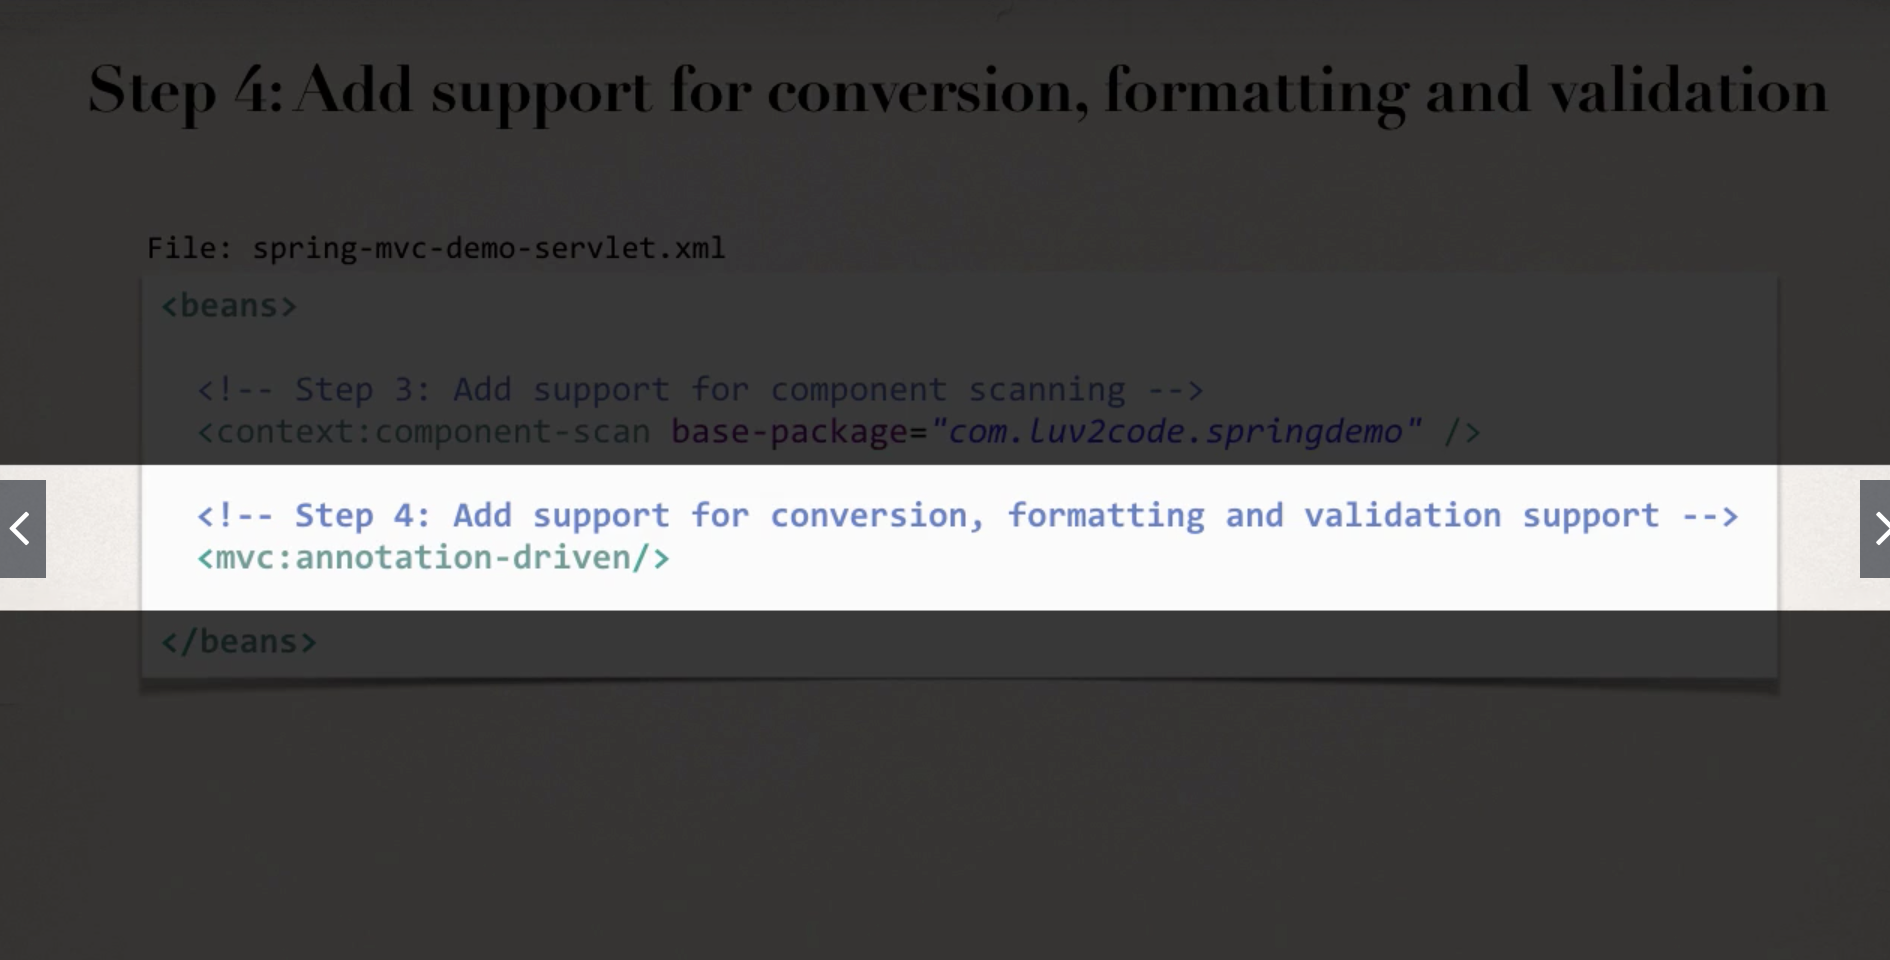 Step 4: Add support for conversion, formatting and validation
File: spring-mvc-demo-servlet.xml
<beans>
<!-- Step 3: Add support for component scanning -->
<context:component-scan base-package="com.luv2code.springdemo" />
<!-- Step 4: Add support for conversion, formatting and validation support -->
<mvc:annotation-driven/>
</beans>